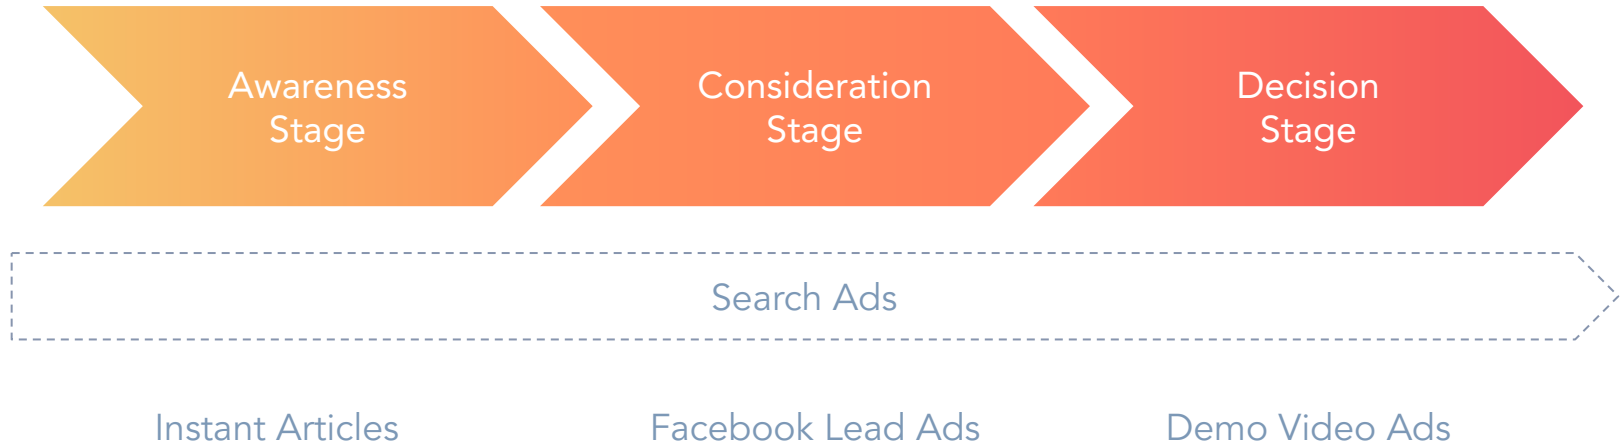 Awareness
Stage
Consideration
Stage
Decision
Stage
Search Ads
Instant Articles
Facebook Lead Ads
Demo Video Ads